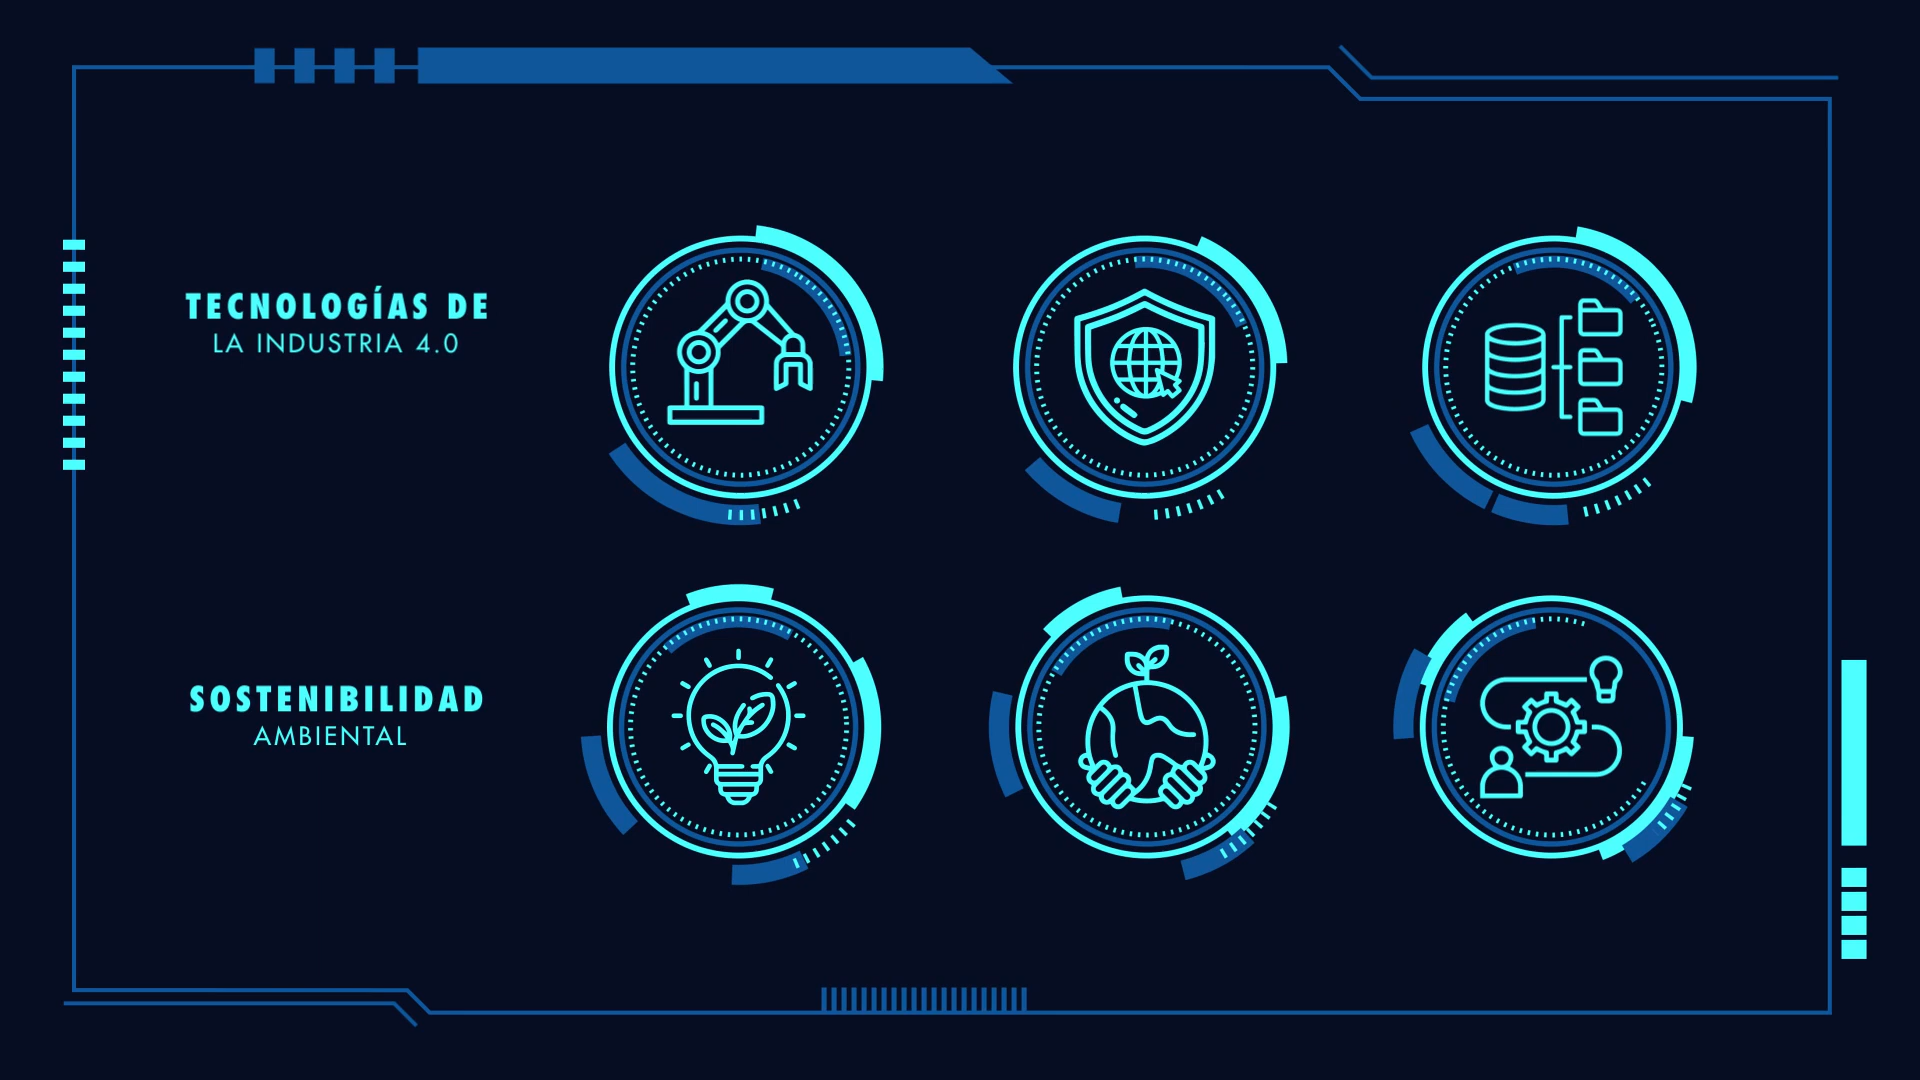 TECNOLOGÍAS DE
LA INDUSTRIA 4.0
SOSTENIBILIDAD
AMBIENTAL